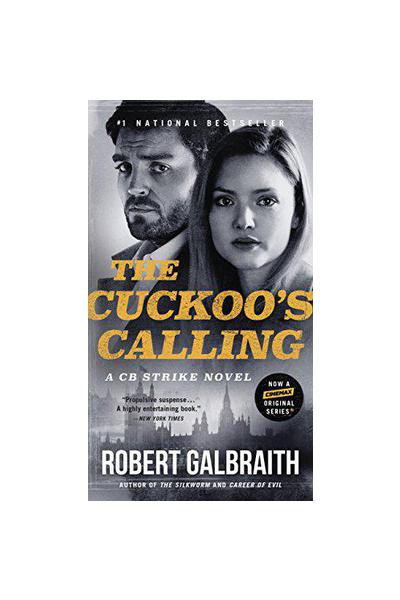 #1 NATIONAL BESTSELLER
THE
CUCKOO'S
CALLING
A CB STRIKE NOVEL
NOW A
CINEMAX
ORIGINAL
SERIES®
"Propulsive suspense...
A highly entertaining book."
— NEW YORK TIMES
ROBERT GALBRAITH
AUTHOR OF THE SILKWORM AND CAREER OF EVIL